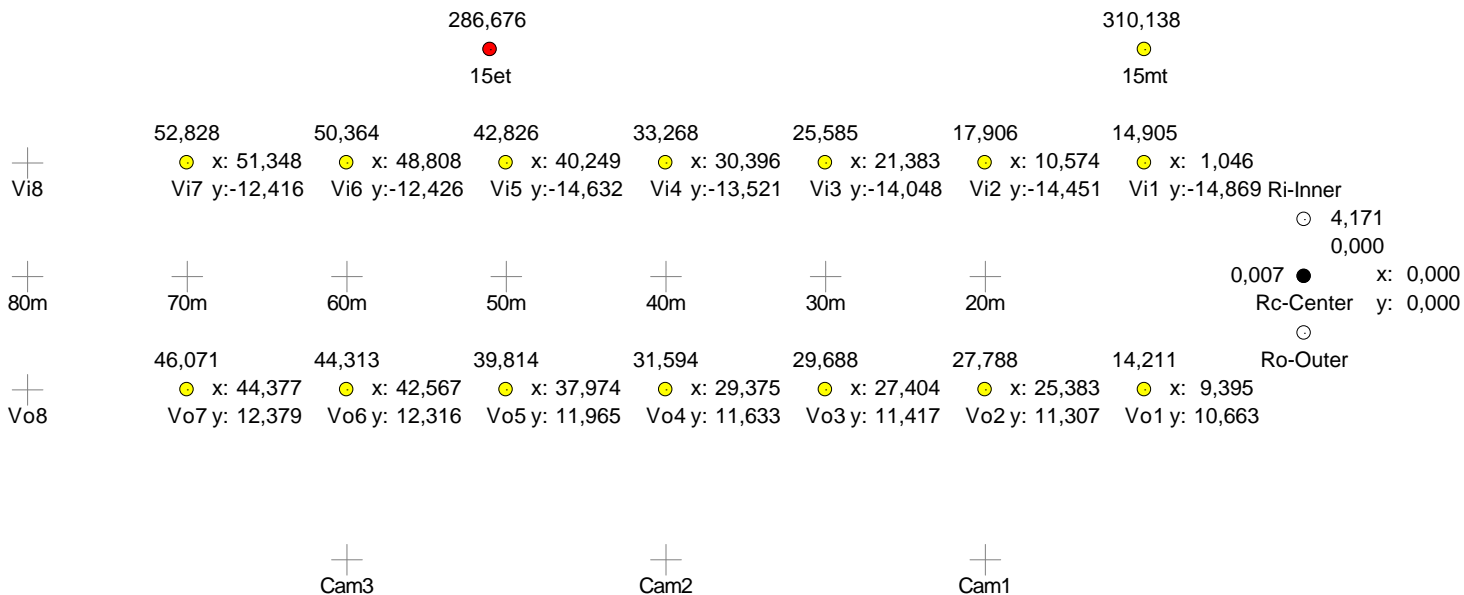 286,676 310,138
15et 15mt
52,828 50,364 42,826 33,268 25,585 17,906 14,905
x: 51,348 x: 48,808 x: 40,249 x: 30,396 x: 21,383 x: 10,574 x: 1,046
Vi8 Vi7 y:-12,416 Vi6 y:-12,426 Vi5 y:-14,632 Vi4 y:-13,521 Vi3 y:-14,048 Vi2 y:-14,451 Vi1 y:-14,869 Ri-Inner
4,171
0,000
0,007 x: 0,000
80m 70m 60m 50m 40m 30m 20m Rc-Center y: 0,000
46,071 44,313 39,814 31,594 29,688 27,788 14,211 Ro-Outer
x: 44,377 x: 42,567 x: 37,974 x: 29,375 x: 27,404 x: 25,383 x: 9,395
Vo8 Vo7 y: 12,379 Vo6 y: 12,316 Vo5 y: 11,965 Vo4 y: 11,633 Vo3 y: 11,417 Vo2 y: 11,307 Vo1 y: 10,663
Cam3 Cam2 Cam1